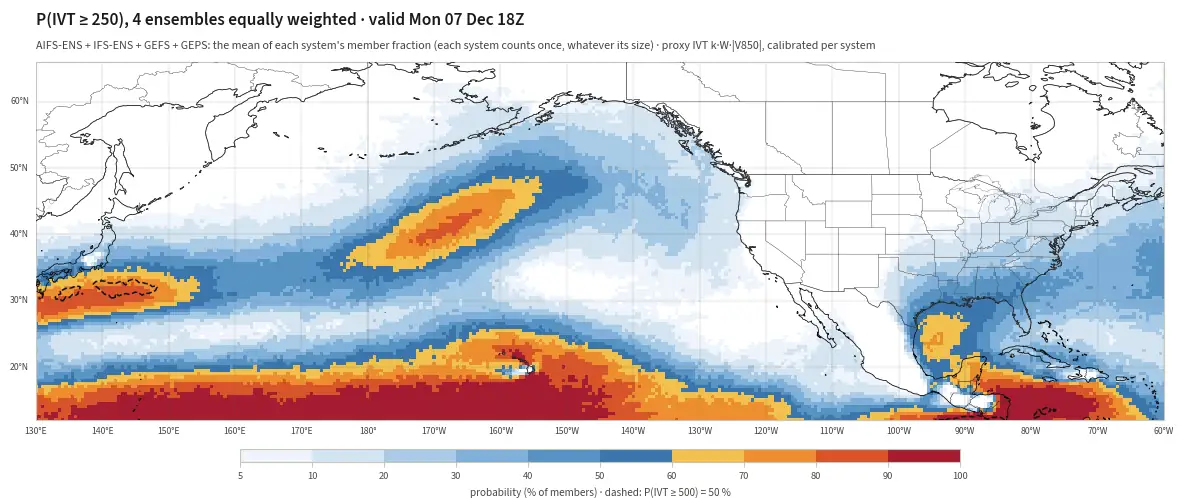 P(IVT ≥ 250), 4 ensembles equally weighted · valid Mon 07 Dec 18Z
AIFS-ENS + IFS-ENS + GEFS + GEPS: the mean of each system's member fraction (each system counts once, whatever its size) · proxy IVT k·W·|V850|, calibrated per system
60°N
50°N
40°N
30°N
20°N
130°E 140°E 150°E 160°E 170°E 180° 170°W 160°W 150°W 140°W 130°W 120°W 110°W 100°W 90°W 80°W 70°W 60°W
5 10 20 30 40 50 60 70 80 90 100
probability (% of members) · dashed: P(IVT ≥ 500) = 50 %